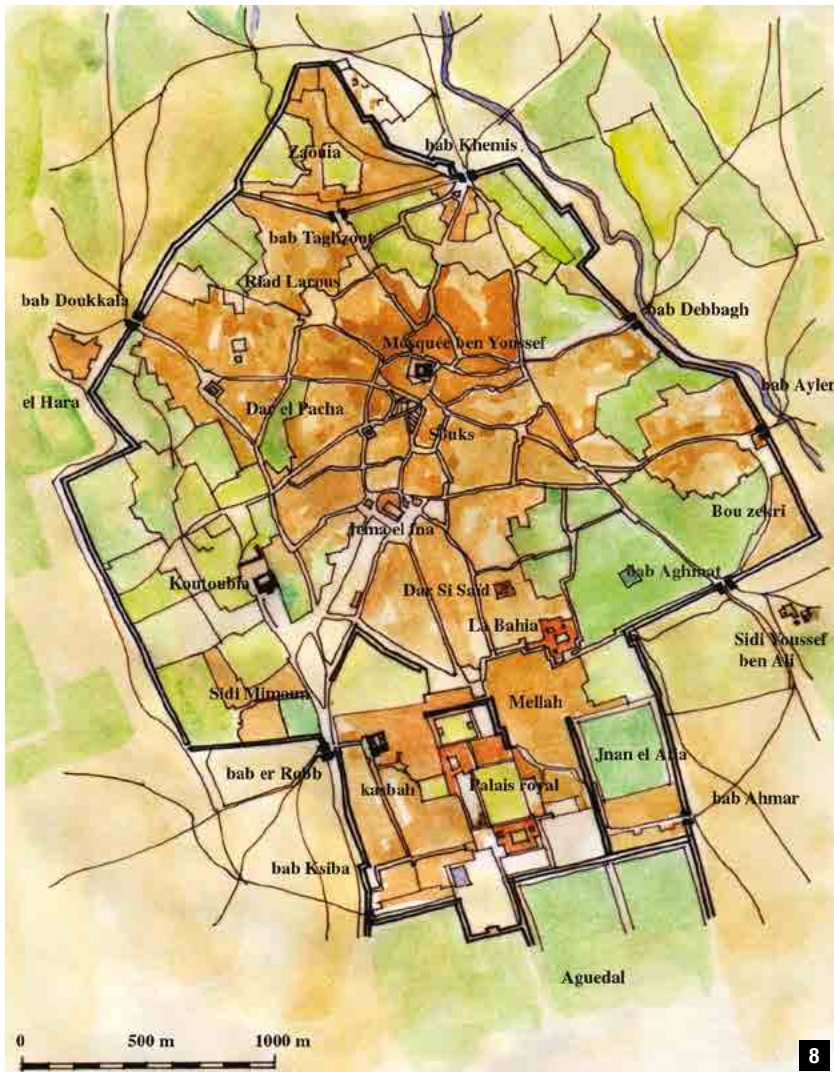 Zaouia
bab Khemis
bab Taghzout
Riad Larous
bab Doukkala
bab Debbagh
Mosquée ben Youssef
bab Aylen
el Hara
Dar el Pacha
Souks
Bou zekri
Jema el fna
Koutoubia
bab Aghmat
Dar Si Said
La Bahia
Sidi Youssef
ben Ali
Sidi Mimaun
Mellah
Jnan el Afia
bab er Robb
kasbah
Palais royal
bab Ahmar
bab Ksiba
Aguedal
0 500 m 1000 m
8